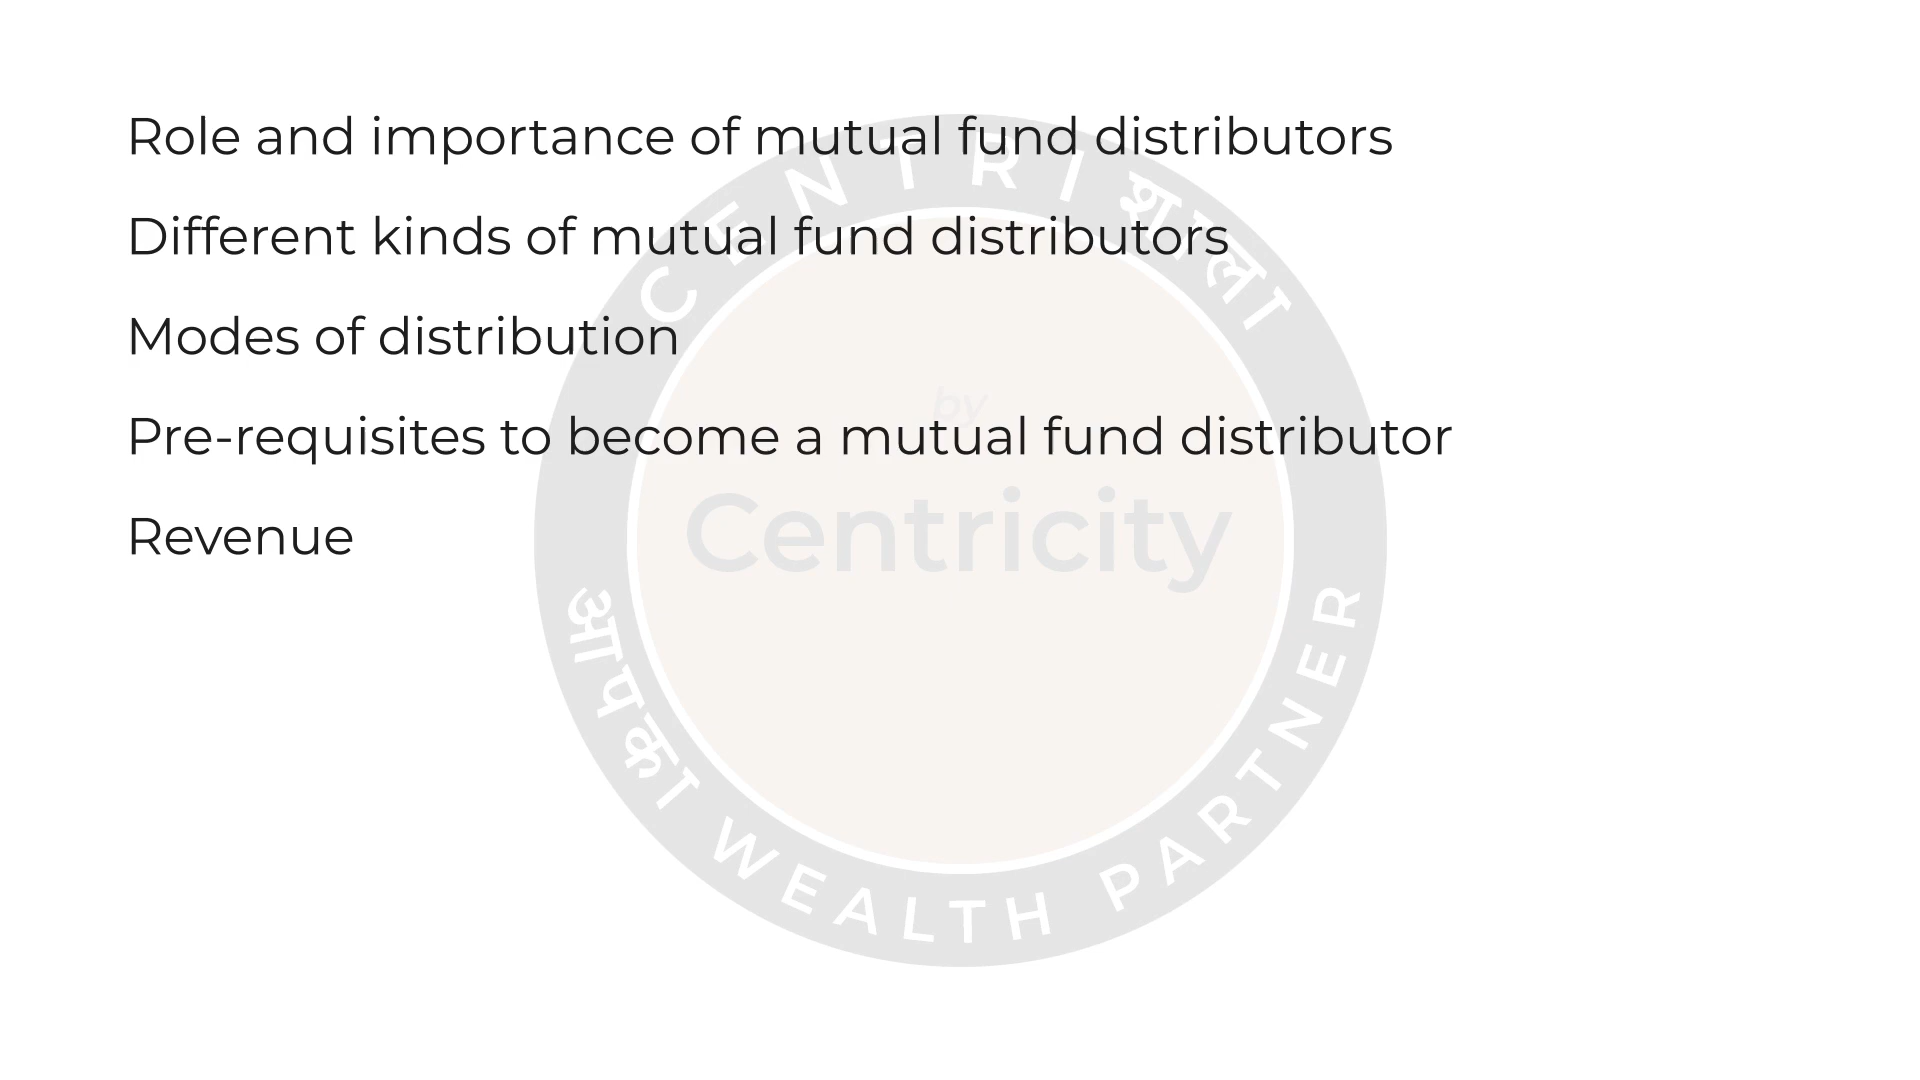 Role and importance of mutual fund distributors
Different kinds of mutual fund distributors
Modes of distribution
Pre-requisites to become a mutual fund distributor
Revenue
CENTRIशाला
by
Centricity
आपका WEALTH PARTNER